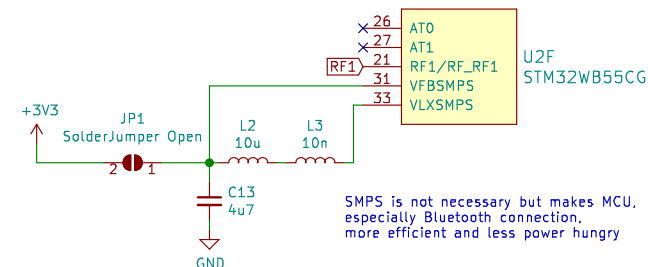 26 AT0
27 AT1
RF1 21 RF1/RF_RF1
31 VFBSMPS
33 VLXSMPS
U2F
STM32WB55CG
+3V3
JP1
SolderJumper Open
2 1
L2 L3
10u 10n
C13
4u7
GND
SMPS is not necessary but makes MCU,
especially Bluetooth connection,
more efficient and less power hungry